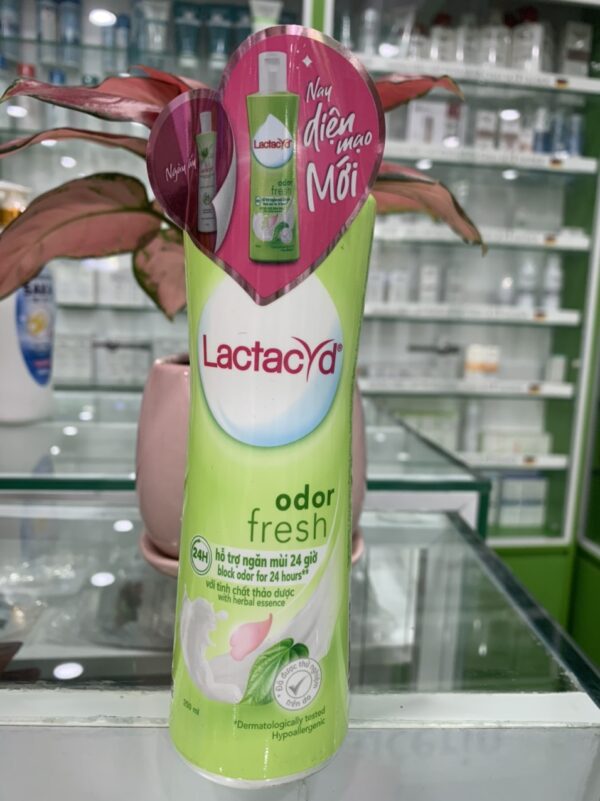 Ngày ấy
Nay
diện
mạo
Mới
Lactacyd
odor
fresh
Lactacyd®
odor
fresh
24H
hỗ trợ ngăn mùi 24 giờ
block odor for 24 hours**
với tinh chất thảo dược
with herbal essence
* Đã được thử nghiệm
trên da
250 ml
*Dermatologically tested
Hypoallergenic